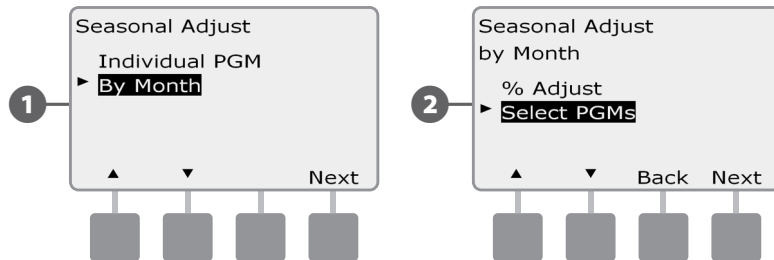 Seasonal Adjust
Individual PGM
► By Month
1
▲ ▼ Next
Seasonal Adjust
by Month
% Adjust
► Select PGMs
2
▲ ▼ Back Next